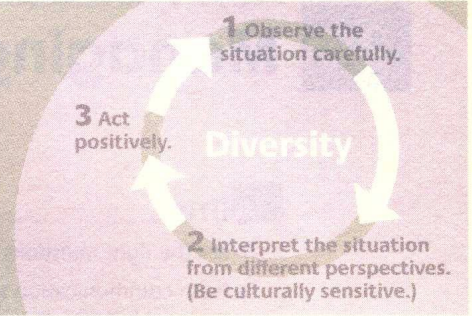 1 Observe the
situation carefully.
3 Act
positively.
Diversity
2 Interpret the situation
from different perspectives.
(Be culturally sensitive.)